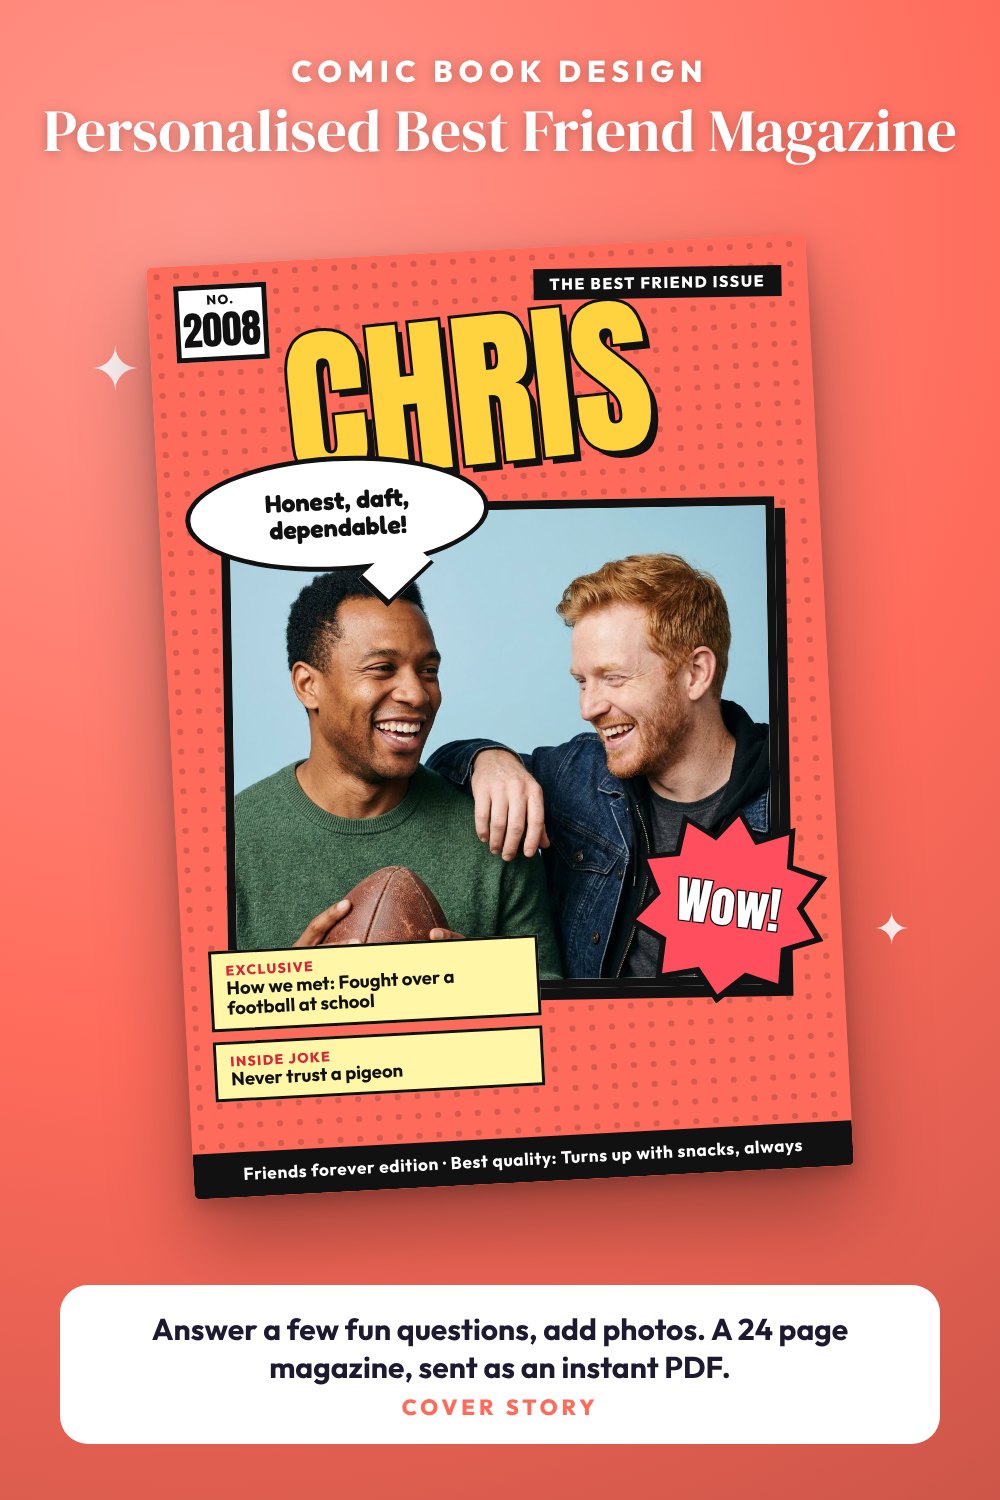 COMIC BOOK DESIGN
Personalised Best Friend Magazine
NO.
2008
THE BEST FRIEND ISSUE
CHRIS
Honest, daft,
dependable!
Wow!
EXCLUSIVE
How we met: Fought over a
football at school
INSIDE JOKE
Never trust a pigeon
Friends forever edition · Best quality: Turns up with snacks, always
Answer a few fun questions, add photos. A 24 page
magazine, sent as an instant PDF.
COVER STORY